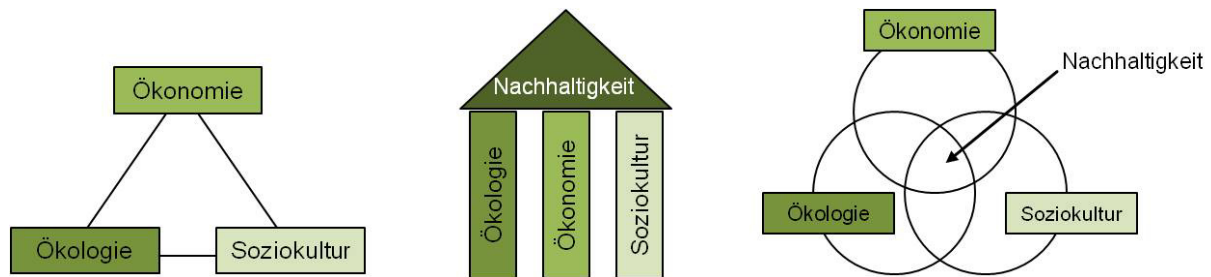 Ökonomie
Ökologie
Soziokultur
Nachhaltigkeit
Ökologie
Ökonomie
Soziokultur
Ökonomie
Nachhaltigkeit
Ökologie
Soziokultur